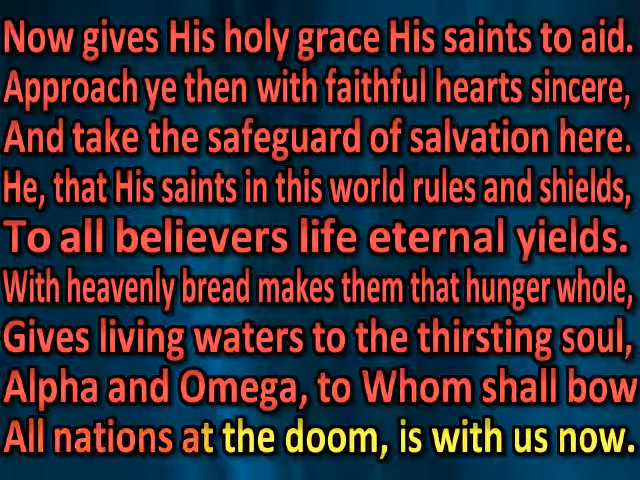 Now gives His holy grace His saints to aid.
Approach ye then with faithful hearts sincere,
And take the safeguard of salvation here.
He, that His saints in this world rules and shields,
To all believers life eternal yields.
With heavenly bread makes them that hunger whole,
Gives living waters to the thirsting soul,
Alpha and Omega, to Whom shall bow
All nations at the doom, is with us now.